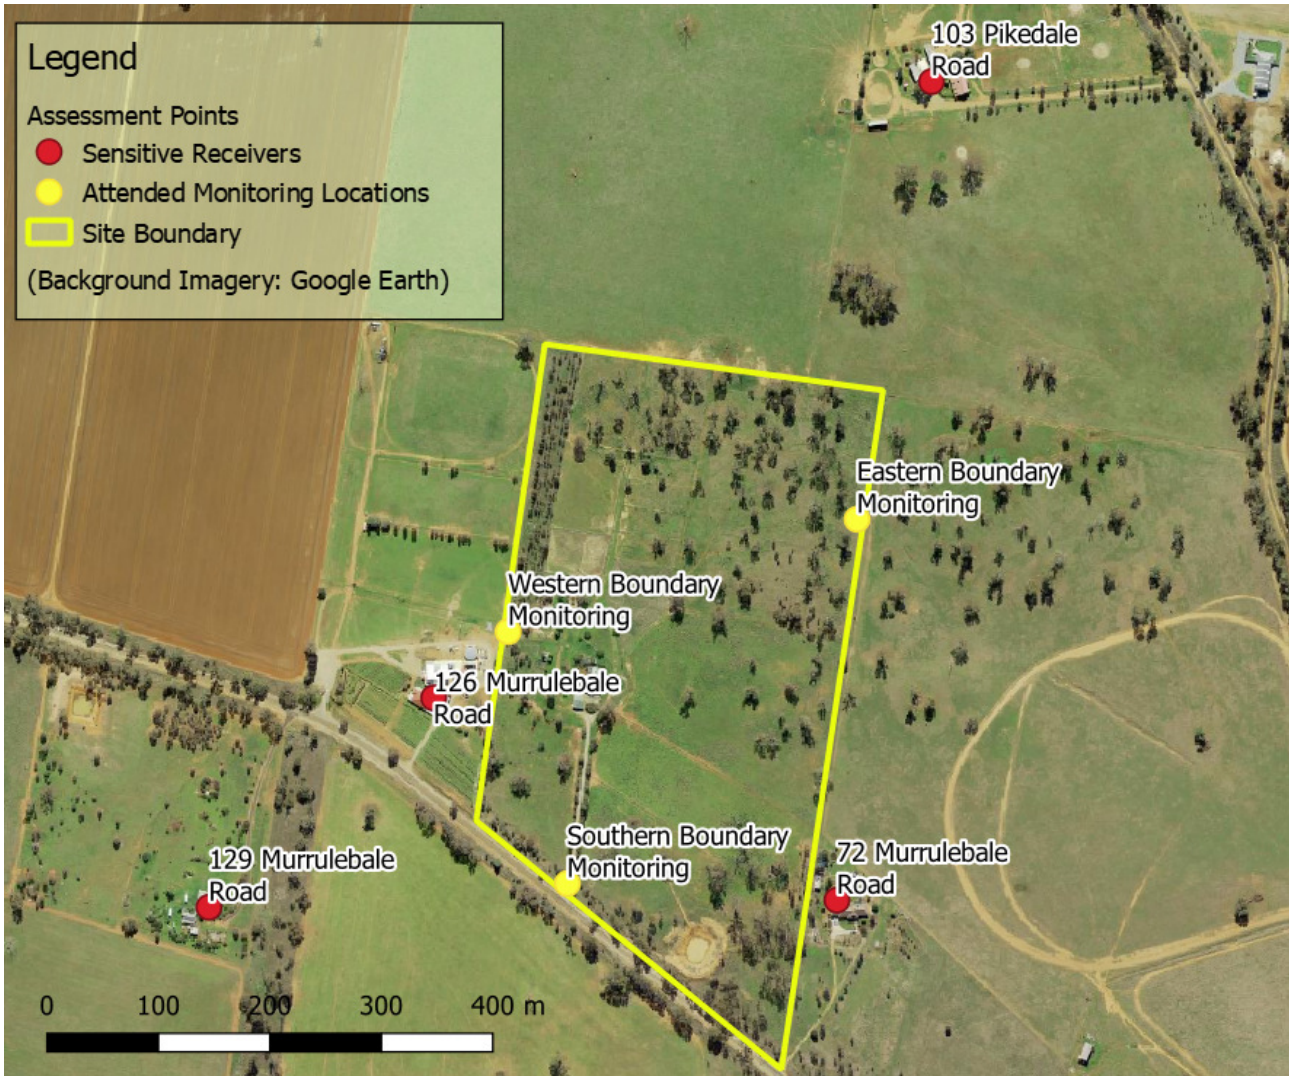 Legend
Assessment Points
Sensitive Receivers
Attended Monitoring Locations
Site Boundary
(Background Imagery: Google Earth)
103 Pikedale
Road
Eastern Boundary
Monitoring
Western Boundary
Monitoring
126 Murrulebale
Road
Southern Boundary
Monitoring
72 Murrulebale
Road
129 Murrulebale
Road
0 100 200 300 400 m